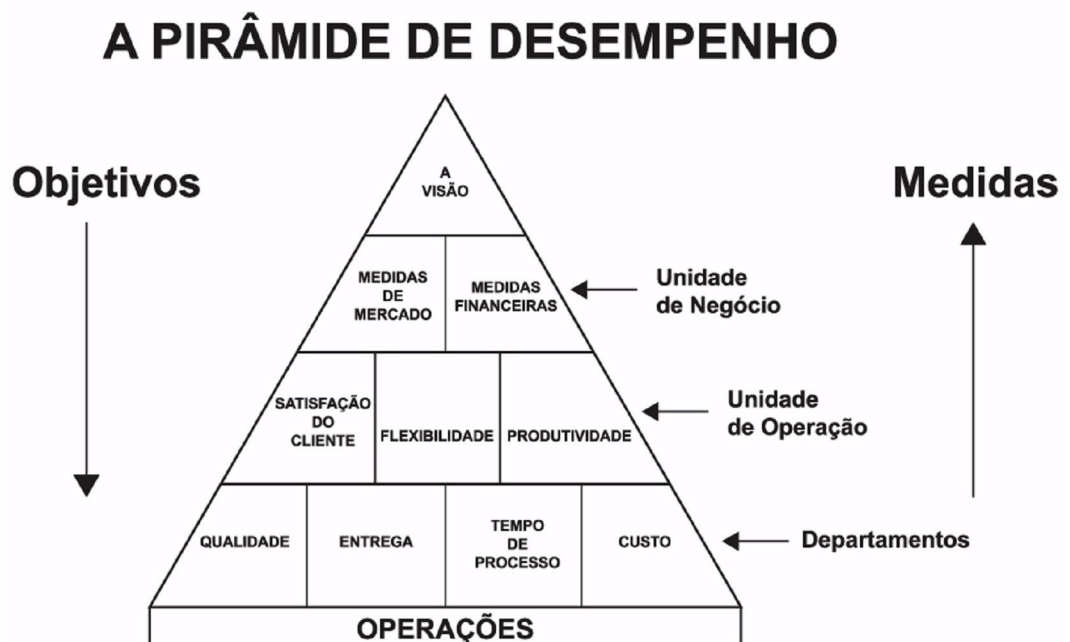 A PIRÂMIDE DE DESEMPENHO
Objetivos
Medidas
A
VISÃO
MEDIDAS
DE
MERCADO
MEDIDAS
FINANCEIRAS
Unidade
de Negócio
SATISFAÇÃO
DO
CLIENTE
FLEXIBILIDADE
PRODUTIVIDADE
Unidade
de Operação
QUALIDADE
ENTREGA
TEMPO
DE
PROCESSO
CUSTO
Departamentos
OPERAÇÕES